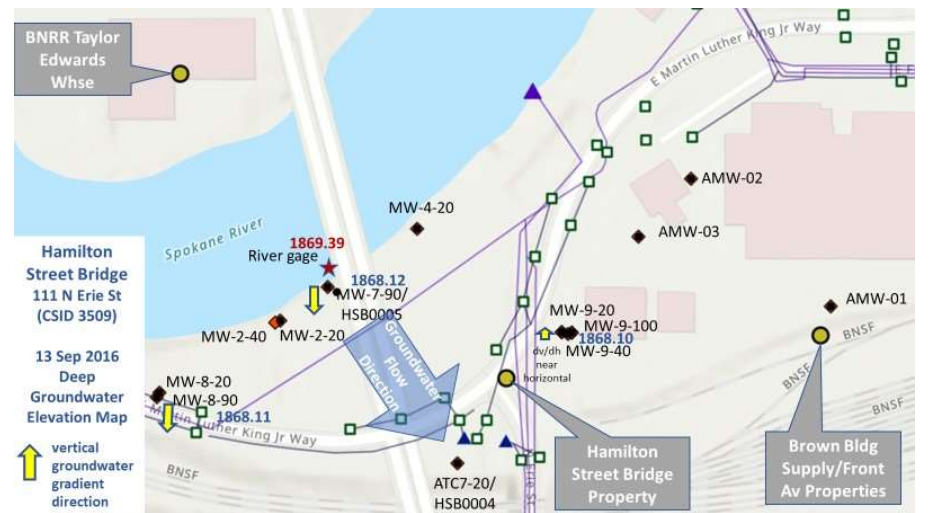 BNRR Taylor
Edwards
Whse
E Martin Luther King Jr Way
AMW-02
MW-4-20
AMW-03
Spokane River
1869.39
River gage
1868.12
MW-7-90/
HSB0005
AMW-01
MW-2-40
MW-2-20
MW-9-20
MW-9-100
1868.10
MW-9-40
dv/dh
near
horizontal
Groundwater
Flow
Direction
BNSF
BNSF
BNSF
MW-8-20
MW-8-90
1868.11
Martin Luther King Jr Way
BNSF
ATC7-20/
HSB0004
Hamilton
Street Bridge
Property
Brown Bldg
Supply/Front
Av Properties
Hamilton
Street Bridge
111 N Erie St
(CSID 3509)
13 Sep 2016
Deep
Groundwater
Elevation Map
vertical
groundwater
gradient
direction